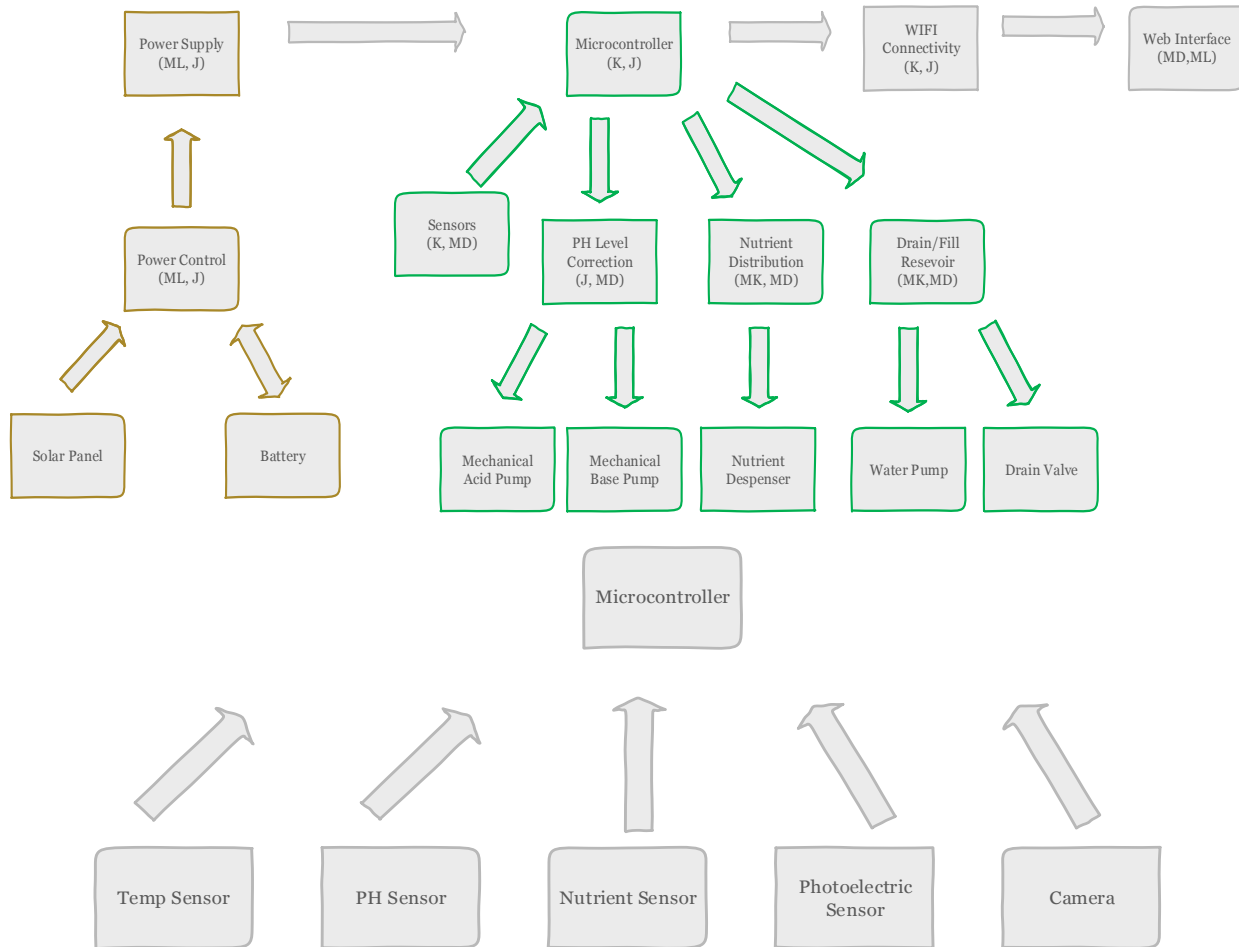 Power Supply
(ML, J)
Microcontroller
(K, J)
WIFI
Connectivity
(K, J)
Web Interface
(MD,ML)
Sensors
(K, MD)
Power Control
(ML, J)
PH Level
Correction
(J, MD)
Nutrient
Distribution
(MK, MD)
Drain/Fill
Resevoir
(MK,MD)
Solar Panel
Battery
Mechanical
Acid Pump
Mechanical
Base Pump
Nutrient
Despenser
Water Pump
Drain Valve
Microcontroller
Temp Sensor
PH Sensor
Nutrient Sensor
Photoelectric
Sensor
Camera